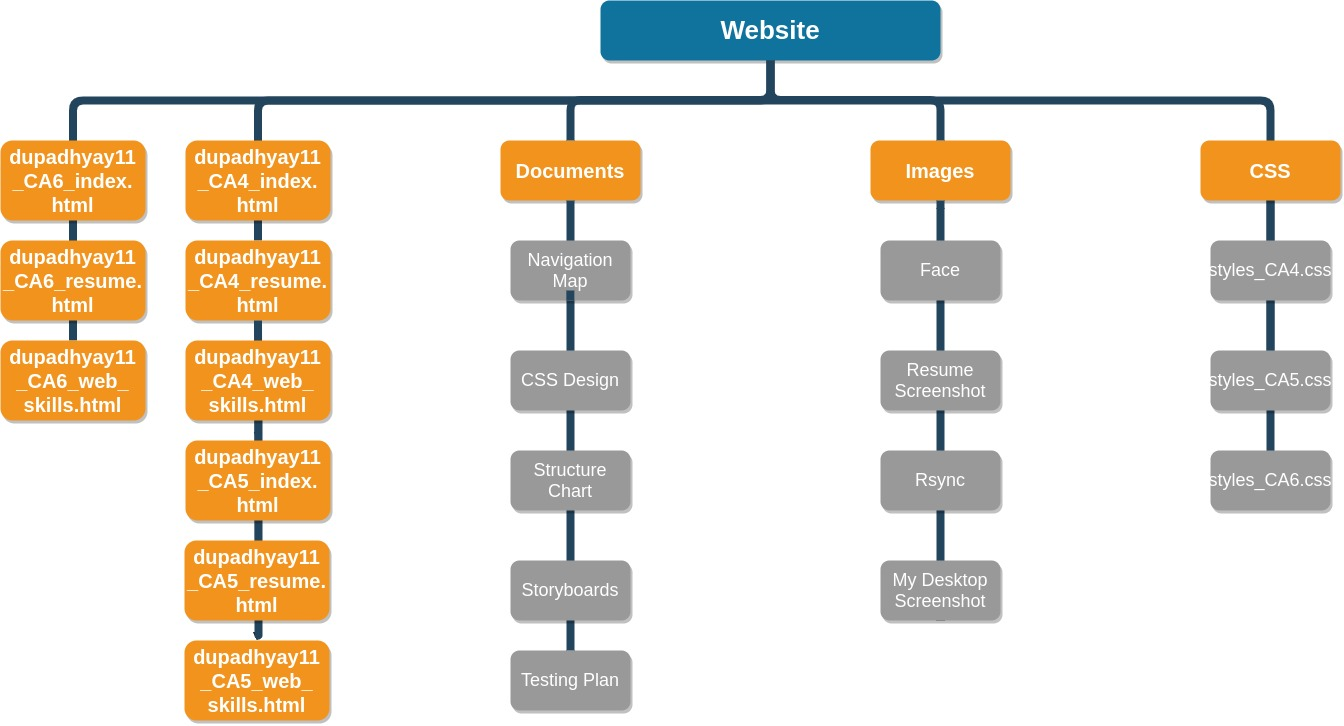 Website
dupadhyay11
_CA6_index.
html
dupadhyay11
_CA6_resume.
html
dupadhyay11
_CA6_web_
skills.html
dupadhyay11
_CA4_index.
html
dupadhyay11
_CA4_resume.
html
dupadhyay11
_CA4_web_
skills.html
dupadhyay11
_CA5_index.
html
dupadhyay11
_CA5_resume.
html
dupadhyay11
_CA5_web_
skills.html
Documents
Navigation
Map
CSS Design
Structure
Chart
Storyboards
Testing Plan
Images
Face
Resume
Screenshot
Rsync
My Desktop
Screenshot
CSS
styles_CA4.css
styles_CA5.css
styles_CA6.css